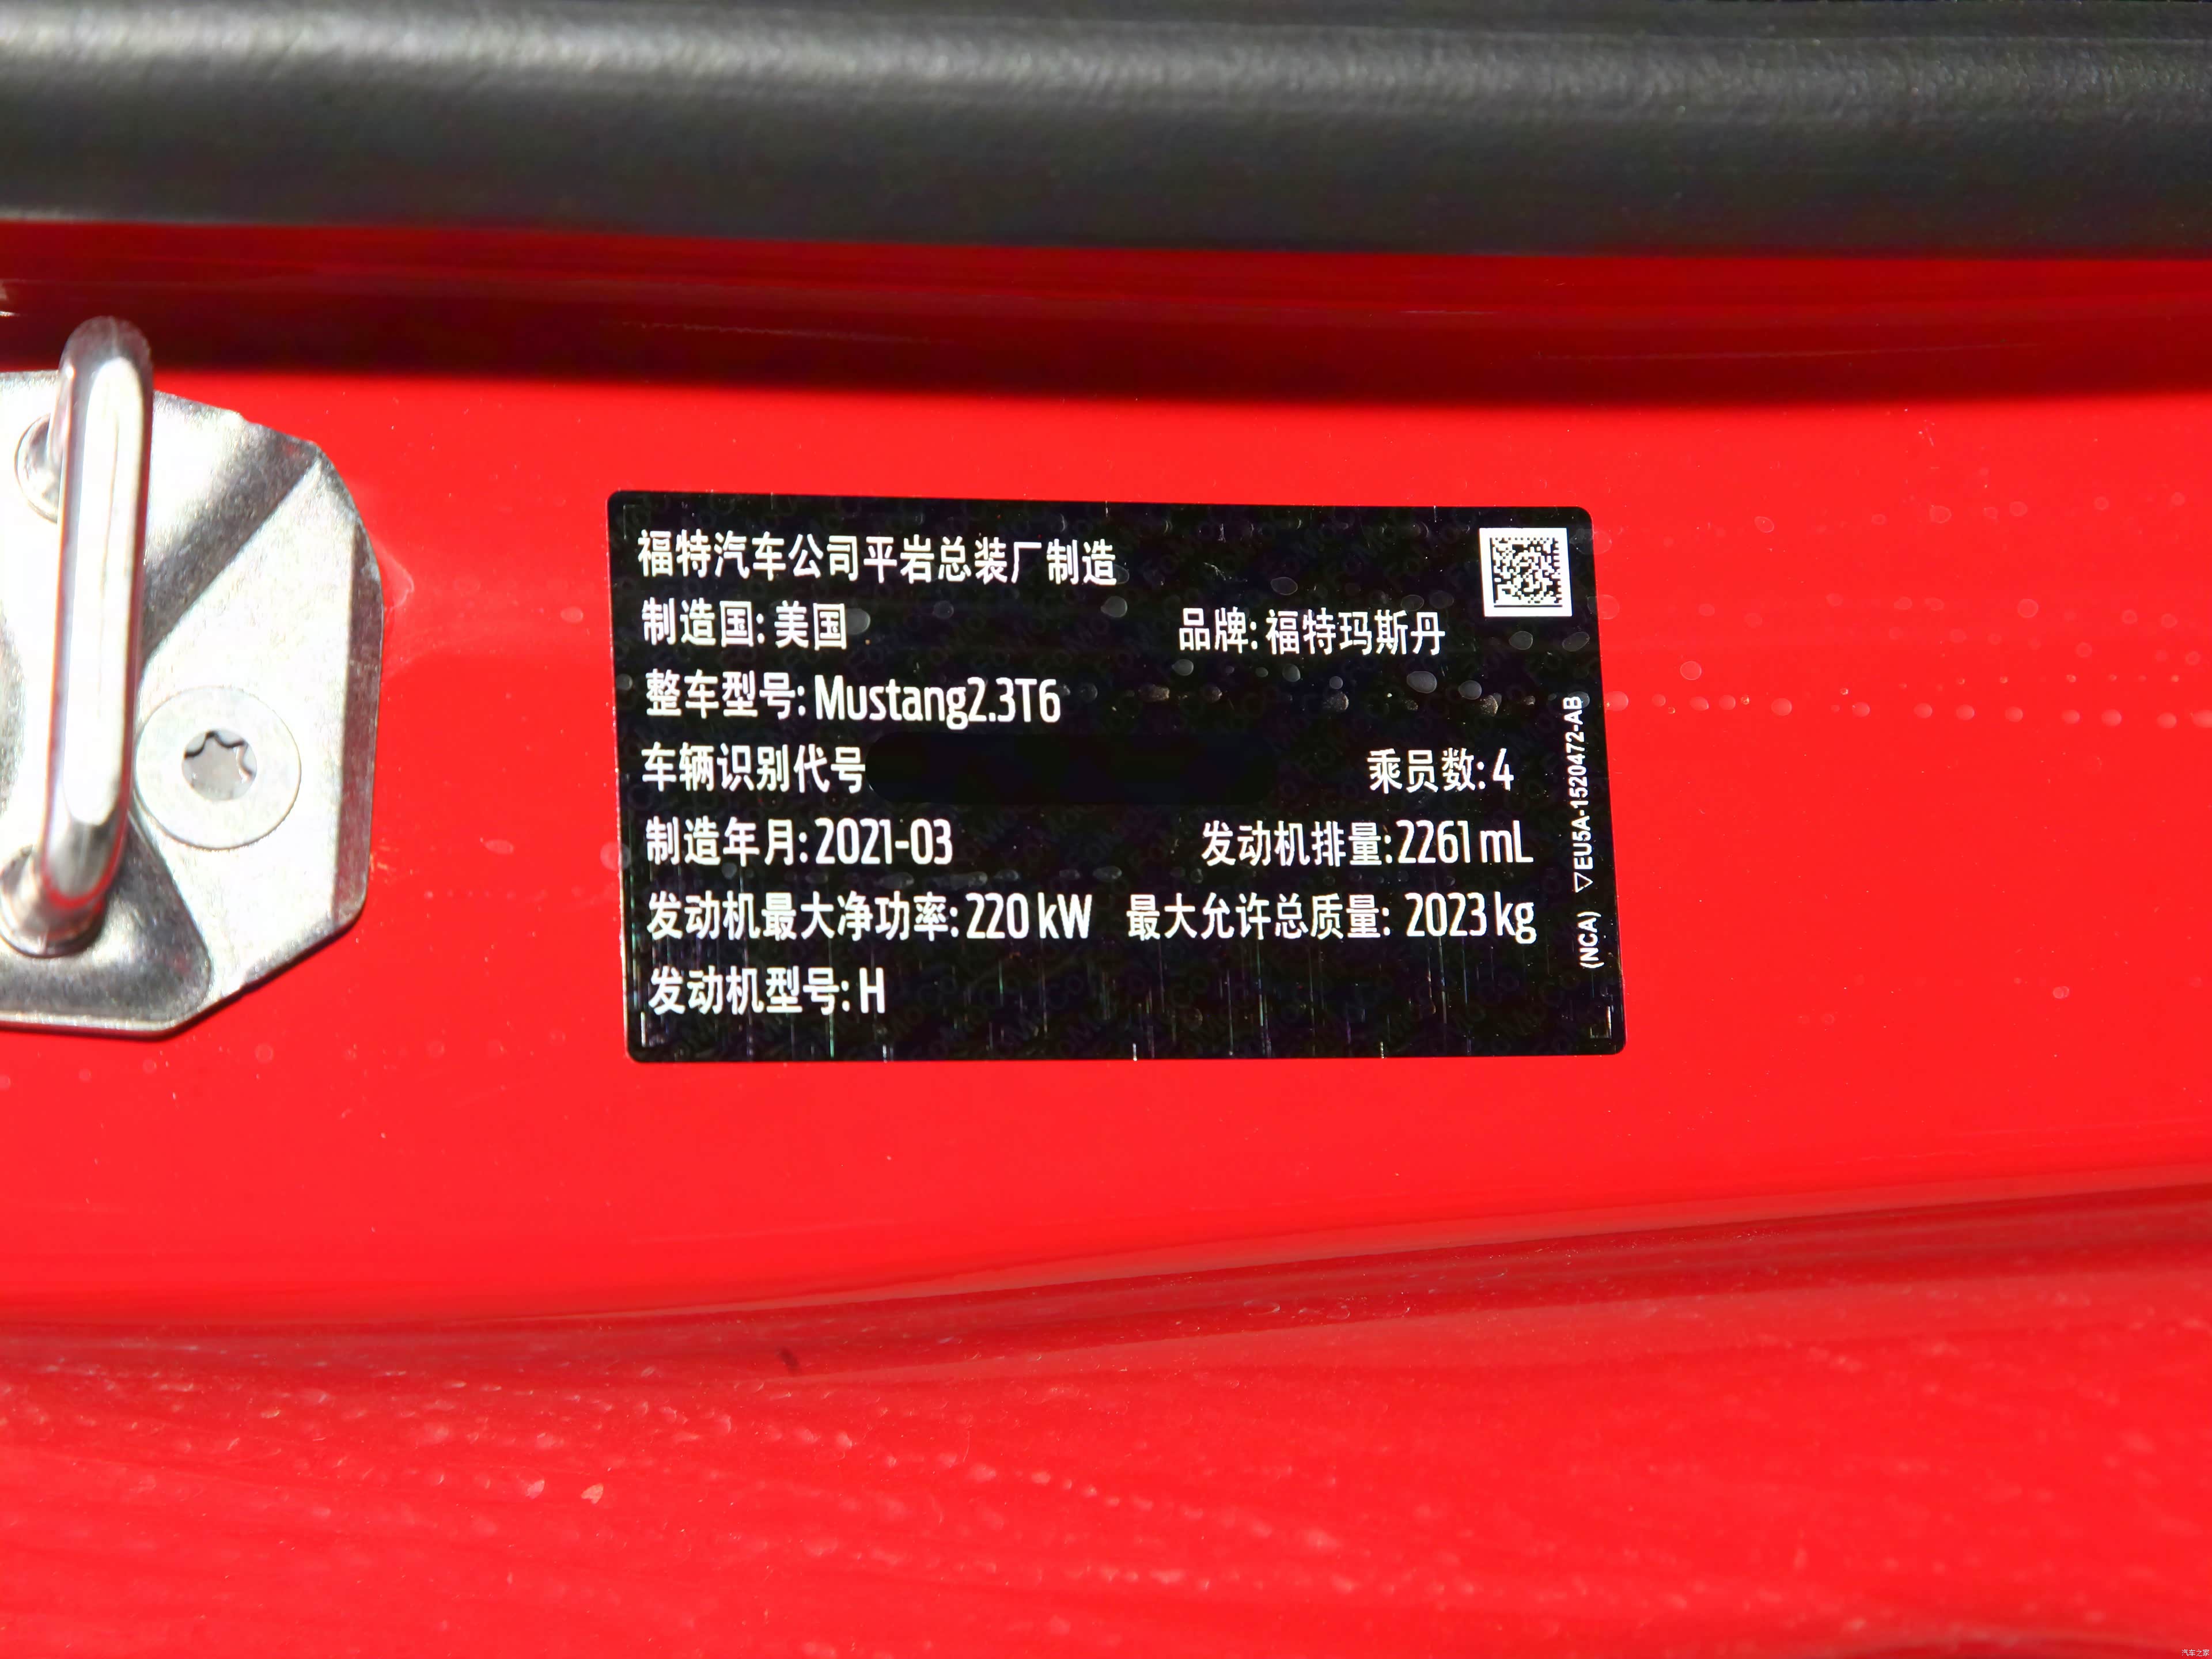 福特汽车公司平岩总装厂制造
制造国: 美国 品牌: 福特玛斯丹
整车型号: Mustang2.3T6
车辆识别代号 乘员数: 4
制造年月: 2021-03 发动机排量: 2261 mL
发动机最大净功率: 220 kW 最大允许总质量: 2023 kg
发动机型号: H
(NCA) ▽EU5A-1520472-AB
汽车之家